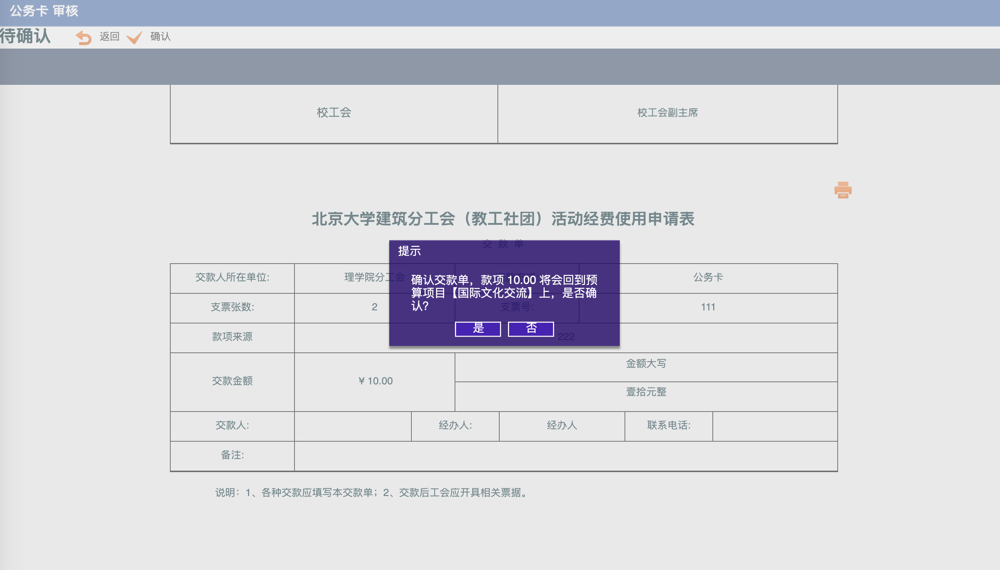 公务卡 审核
待确认 返回 确认
校工会 校工会副主席
北京大学建筑分工会（教工社团）活动经费使用申请表
交 款 单
提示
交款人所在单位: 理学院分工会 公务卡
确认交款单，款项 10.00 将会回到预
算项目【国际文化交流】上，是否确
认?
支票张数: 2 支票号: 111
是 否
款项来源 222
金额大写
交款金额 ¥ 10.00
壹拾元整
交款人: 经办人: 经办人 联系电话:
备注:
说明：1、各种交款应填写本交款单；2、交款后工会应开具相关票据。